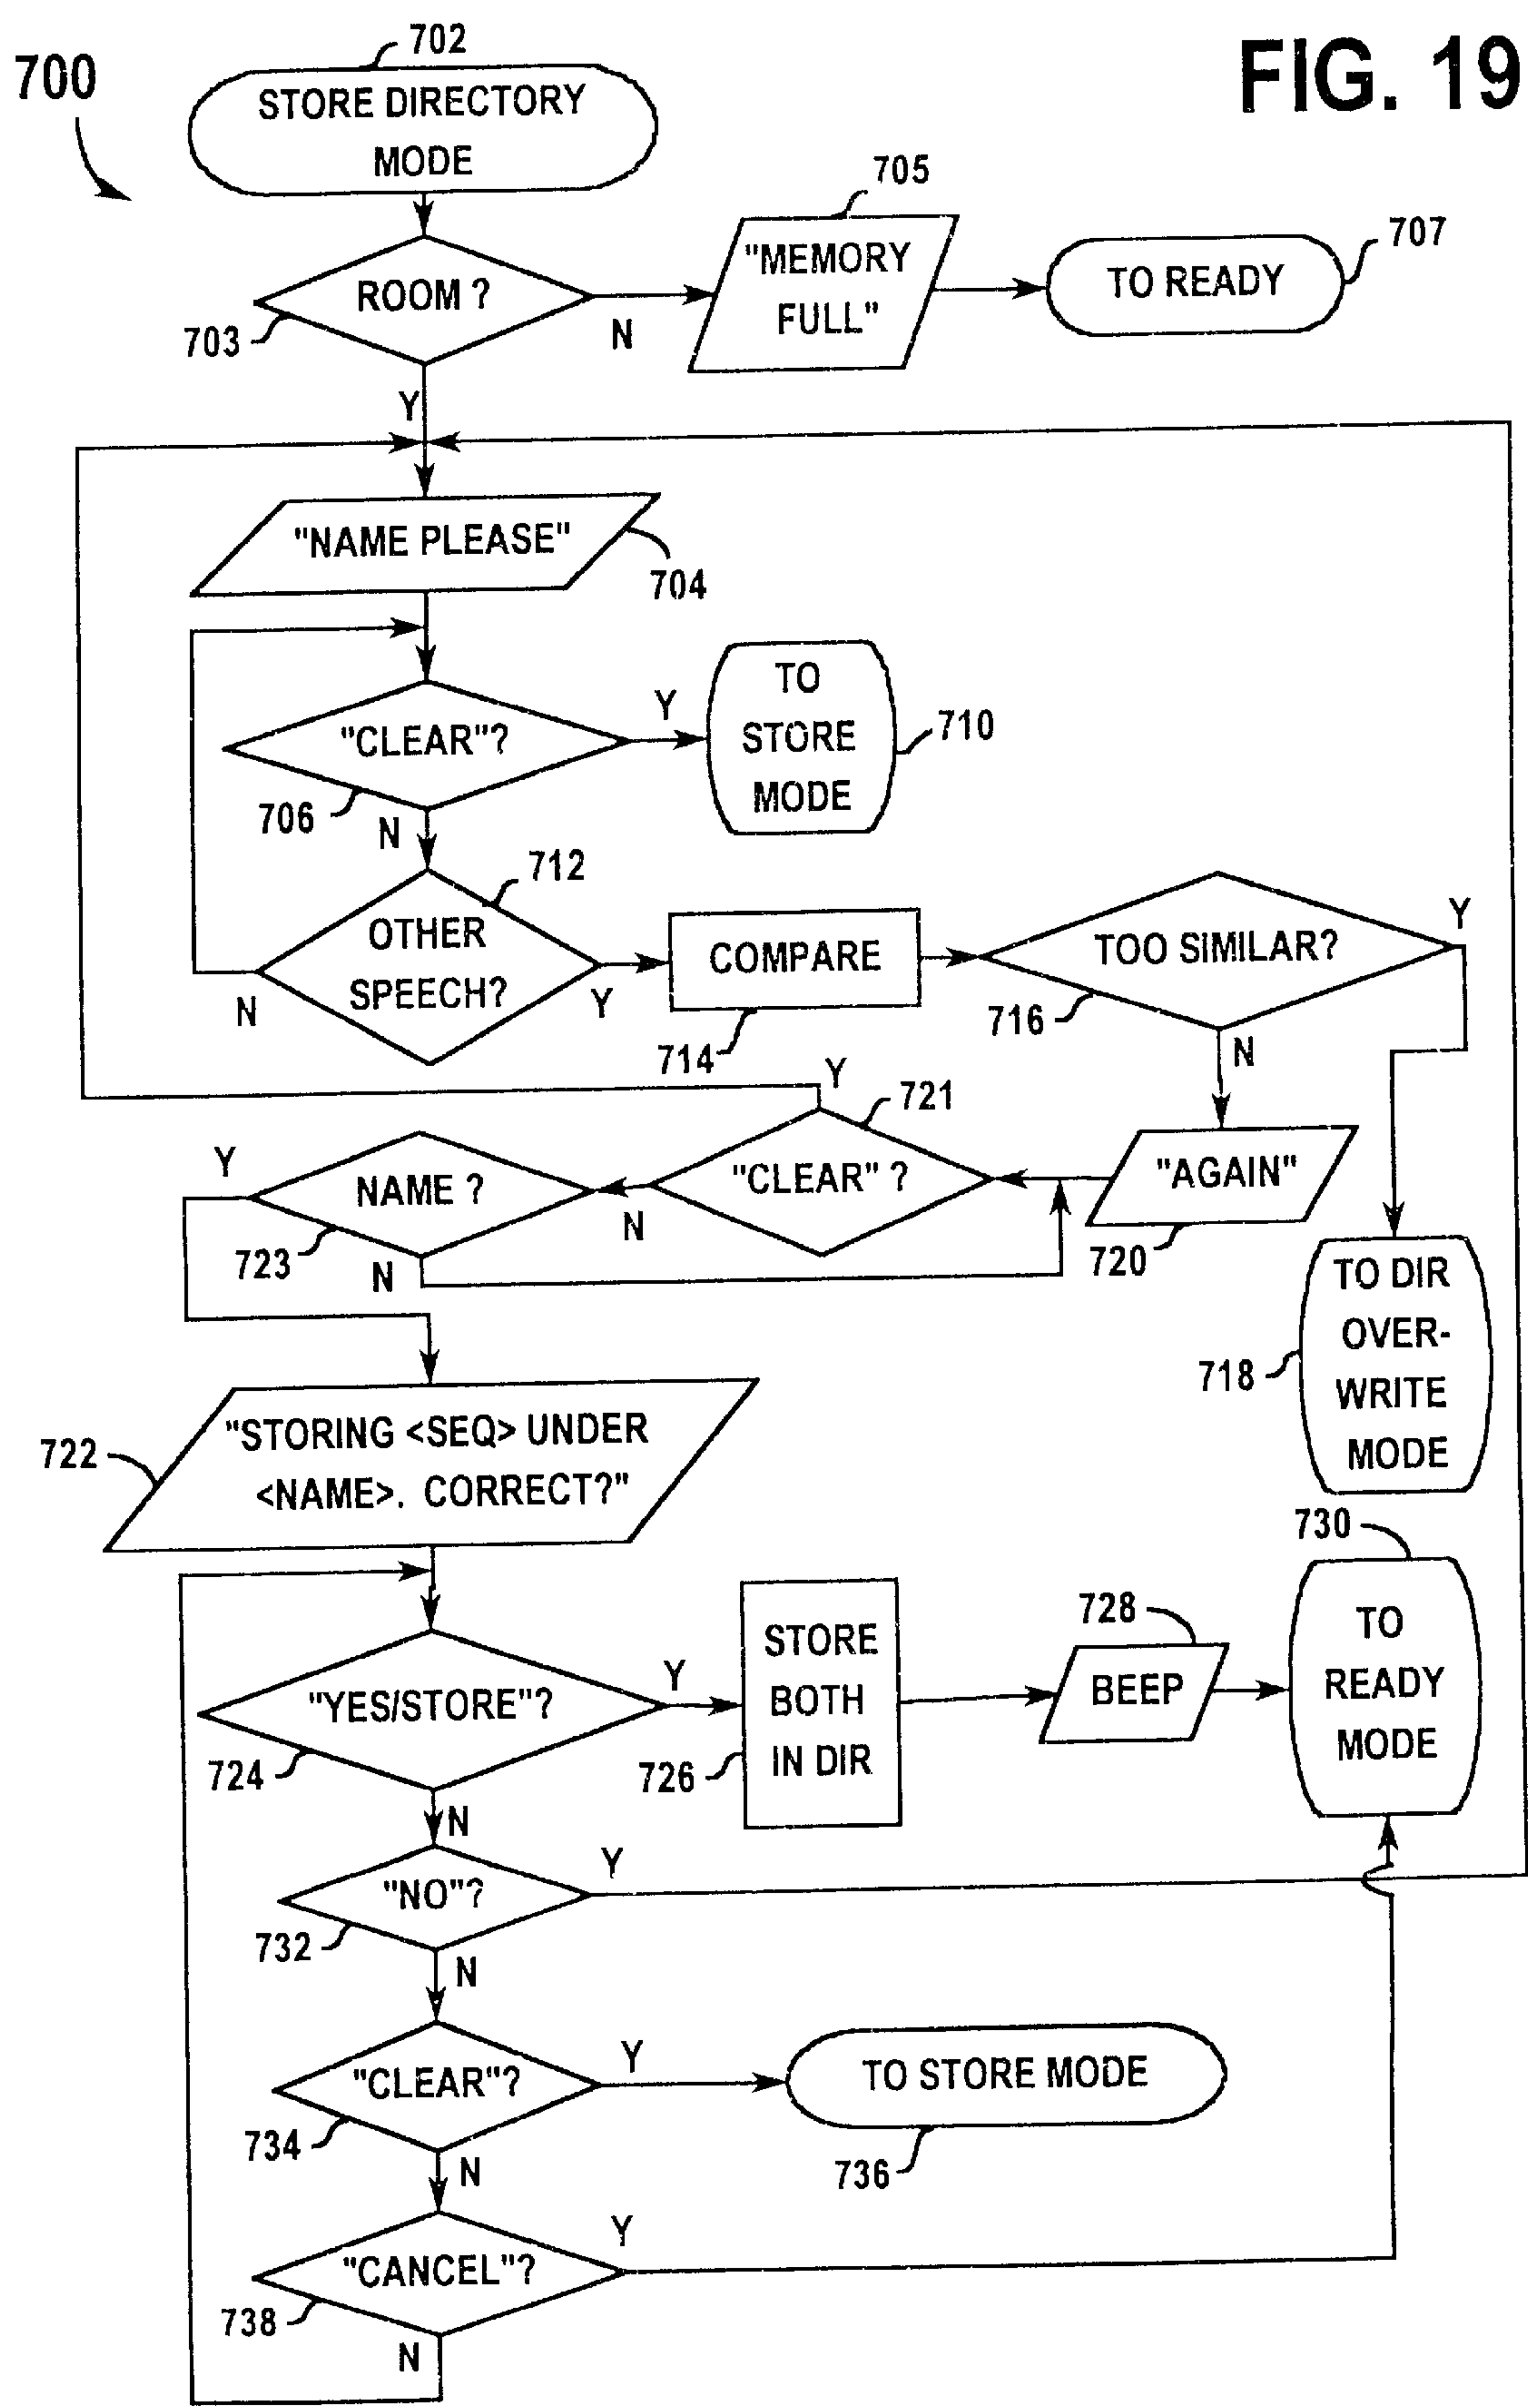 FIG. 19
700
702
STORE DIRECTORY
MODE
703
ROOM ?
N
Y
705
"MEMORY
FULL"
707
TO READY
"NAME PLEASE"
704
"CLEAR"?
706
Y
N
TO
STORE
MODE
710
712
OTHER
SPEECH?
N
Y
COMPARE
714
TOO SIMILAR?
716
Y
N
"AGAIN"
720
721
"CLEAR" ?
Y
N
NAME ?
723
Y
N
TO DIR
OVER-
WRITE
MODE
718
722
"STORING <SEQ> UNDER
<NAME>. CORRECT?"
"YES/STORE"?
724
Y
N
STORE
BOTH
IN DIR
726
728
BEEP
730
TO
READY
MODE
"NO"?
732
Y
N
"CLEAR"?
734
Y
N
TO STORE MODE
736
"CANCEL"?
738
Y
N